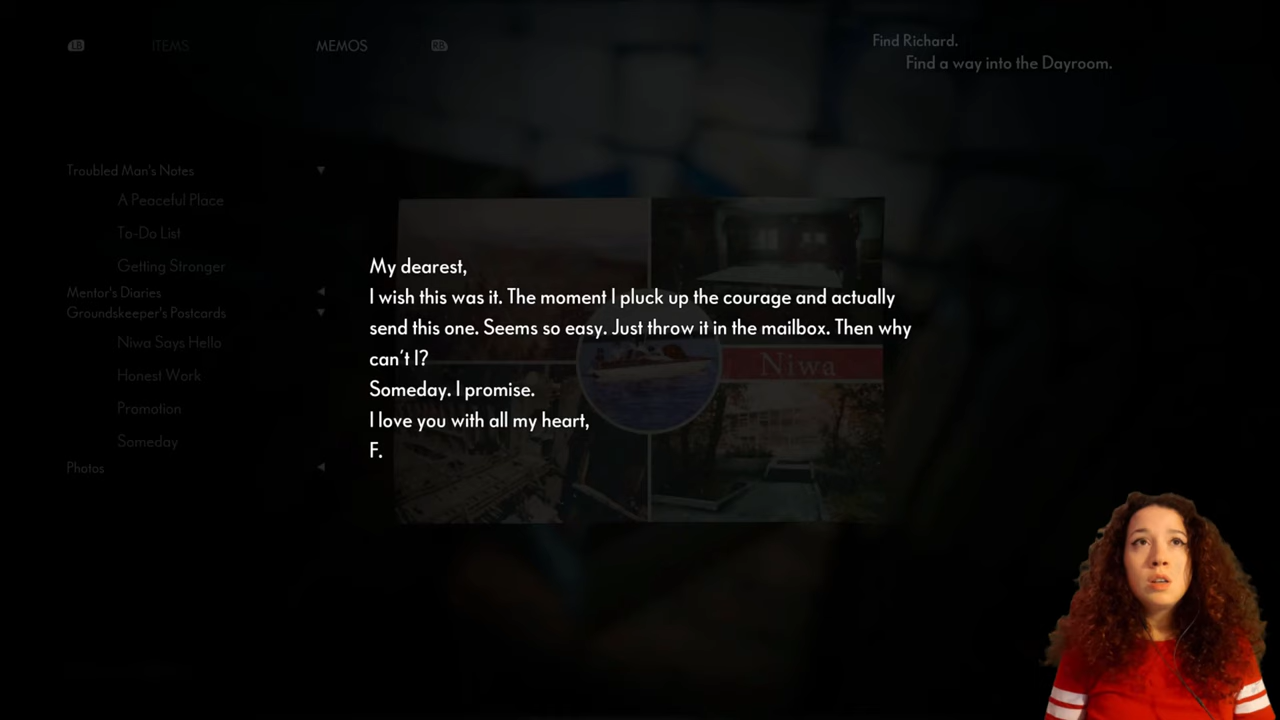 LB
ITEMS
MEMOS
RB
Find Richard.
Find a way into the Dayroom.
Troubled Man's Notes
A Peaceful Place
To-Do List
Getting Stronger
Mentor's Diaries
Groundskeeper's Postcards
Niwa Says Hello
Honest Work
Promotion
Someday
Photos
My dearest,
I wish this was it. The moment I pluck up the courage and actually
send this one. Seems so easy. Just throw it in the mailbox. Then why
can't I?
Someday. I promise.
I love you with all my heart,
F.
Niwa